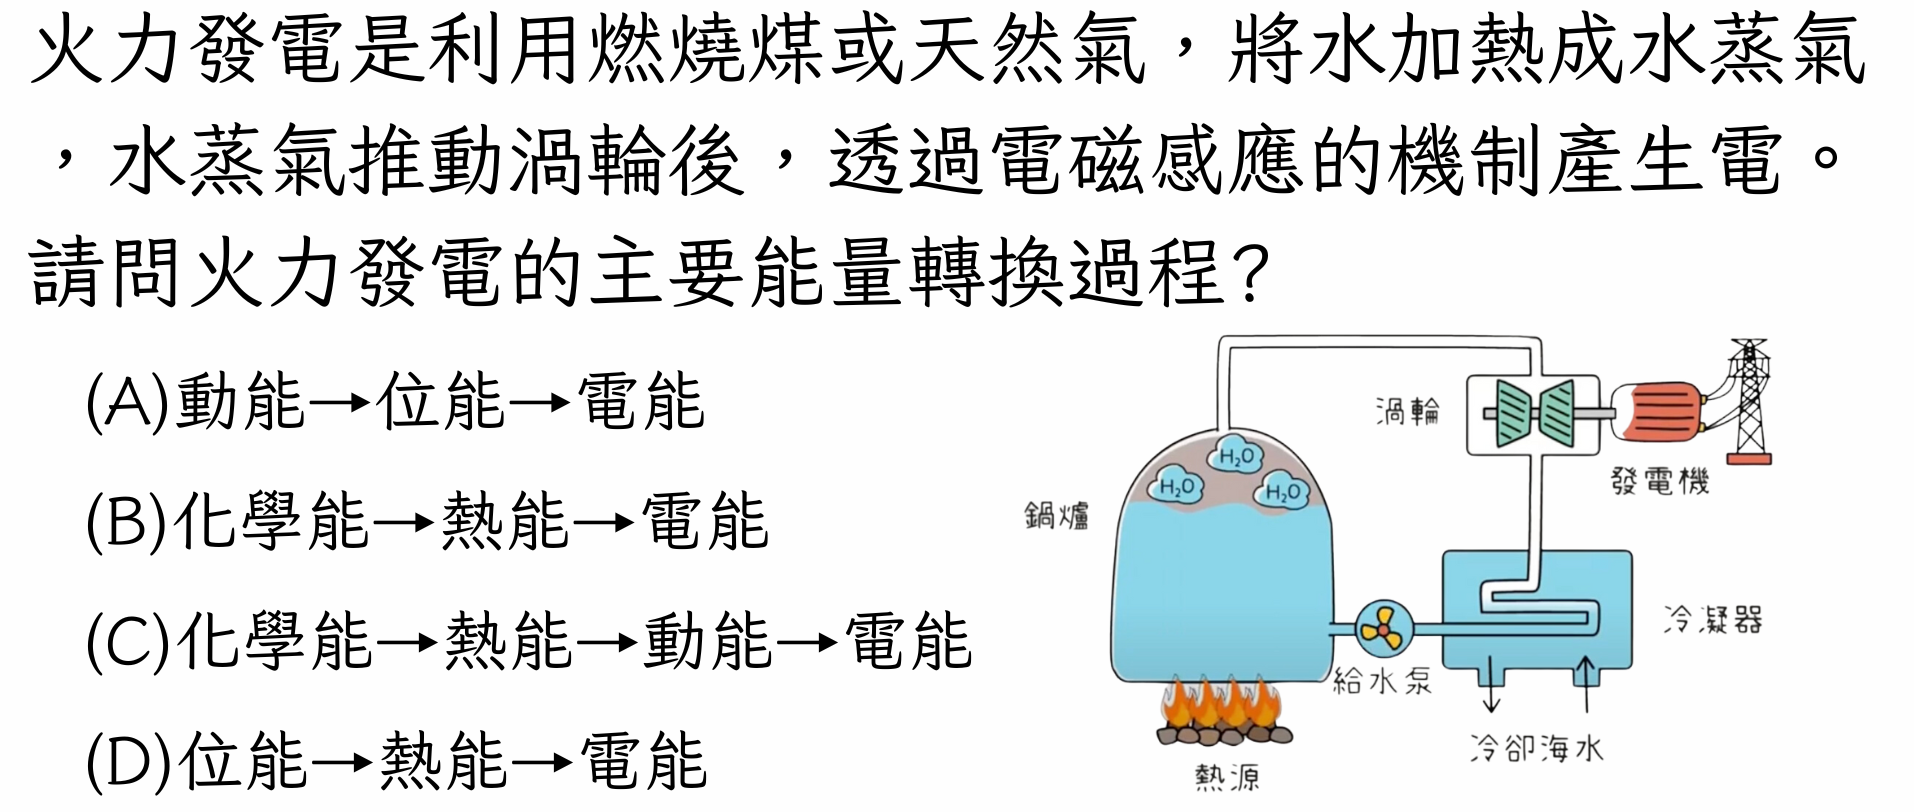 火力發電是利用燃燒煤或天然氣，將水加熱成水蒸氣
，水蒸氣推動渦輪後，透過電磁感應的機制產生電。
請問火力發電的主要能量轉換過程?
(A)動能→位能→電能
(B)化學能→熱能→電能
(C)化學能→熱能→動能→電能
(D)位能→熱能→電能
渦輪
發電機
H₂O
H₂O
H₂O
鍋爐
冷凝器
給水泵
冷卻海水
熱源